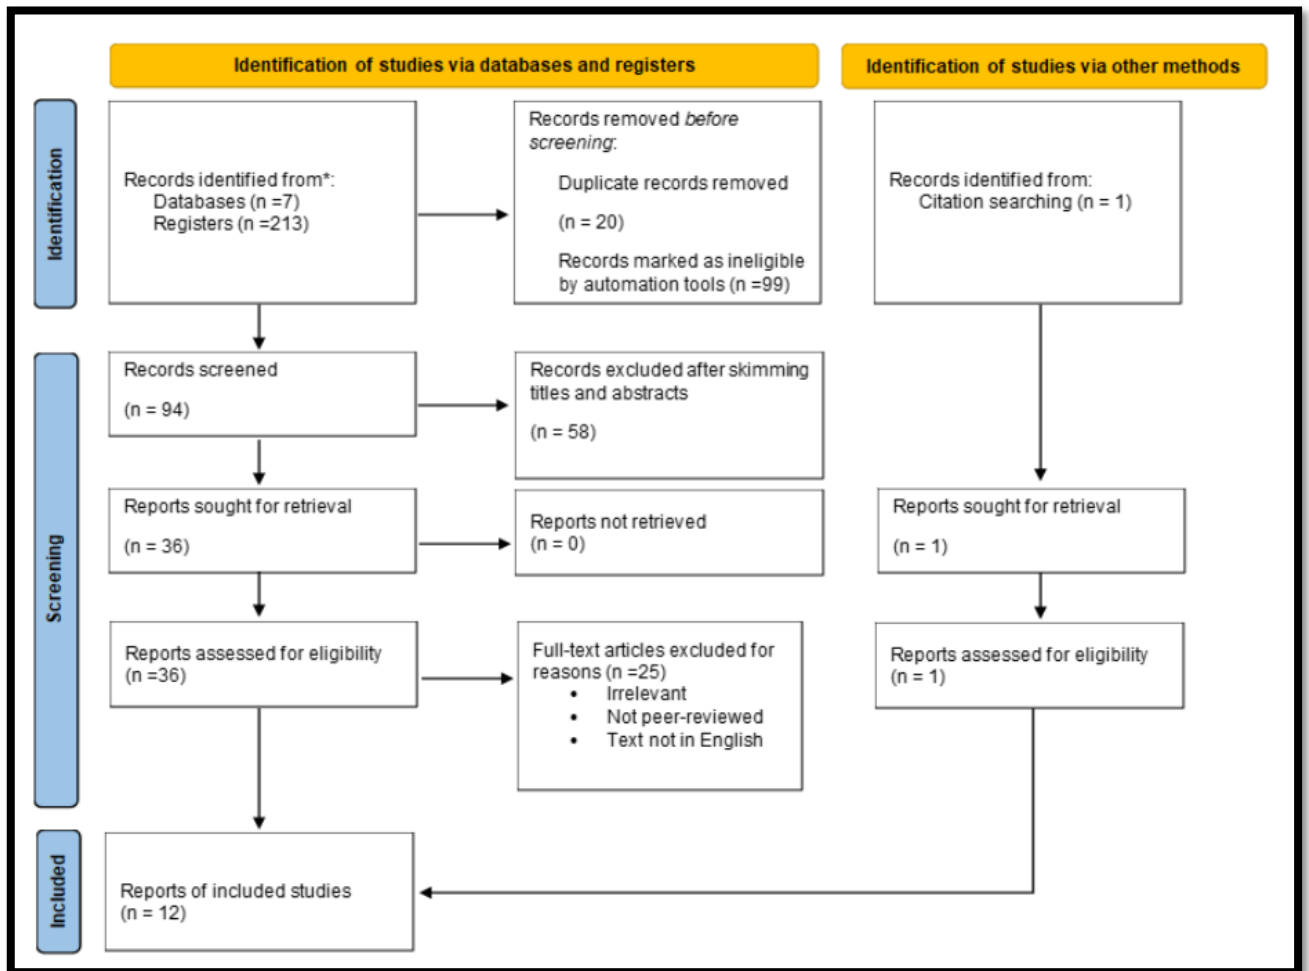 Identification of studies via databases and registers
Identification of studies via other methods
Identification
Records identified from*:
Databases (n =7)
Registers (n =213)
Records removed before
screening:
Duplicate records removed
(n = 20)
Records marked as ineligible
by automation tools (n =99)
Records identified from:
Citation searching (n = 1)
Screening
Records screened
(n = 94)
Records excluded after skimming
titles and abstracts
(n = 58)
Reports sought for retrieval
(n = 36)
Reports not retrieved
(n = 0)
Reports sought for retrieval
(n = 1)
Reports assessed for eligibility
(n =36)
Full-text articles excluded for
reasons (n =25)
• Irrelevant
• Not peer-reviewed
• Text not in English
Reports assessed for eligibility
(n = 1)
Included
Reports of included studies
(n = 12)